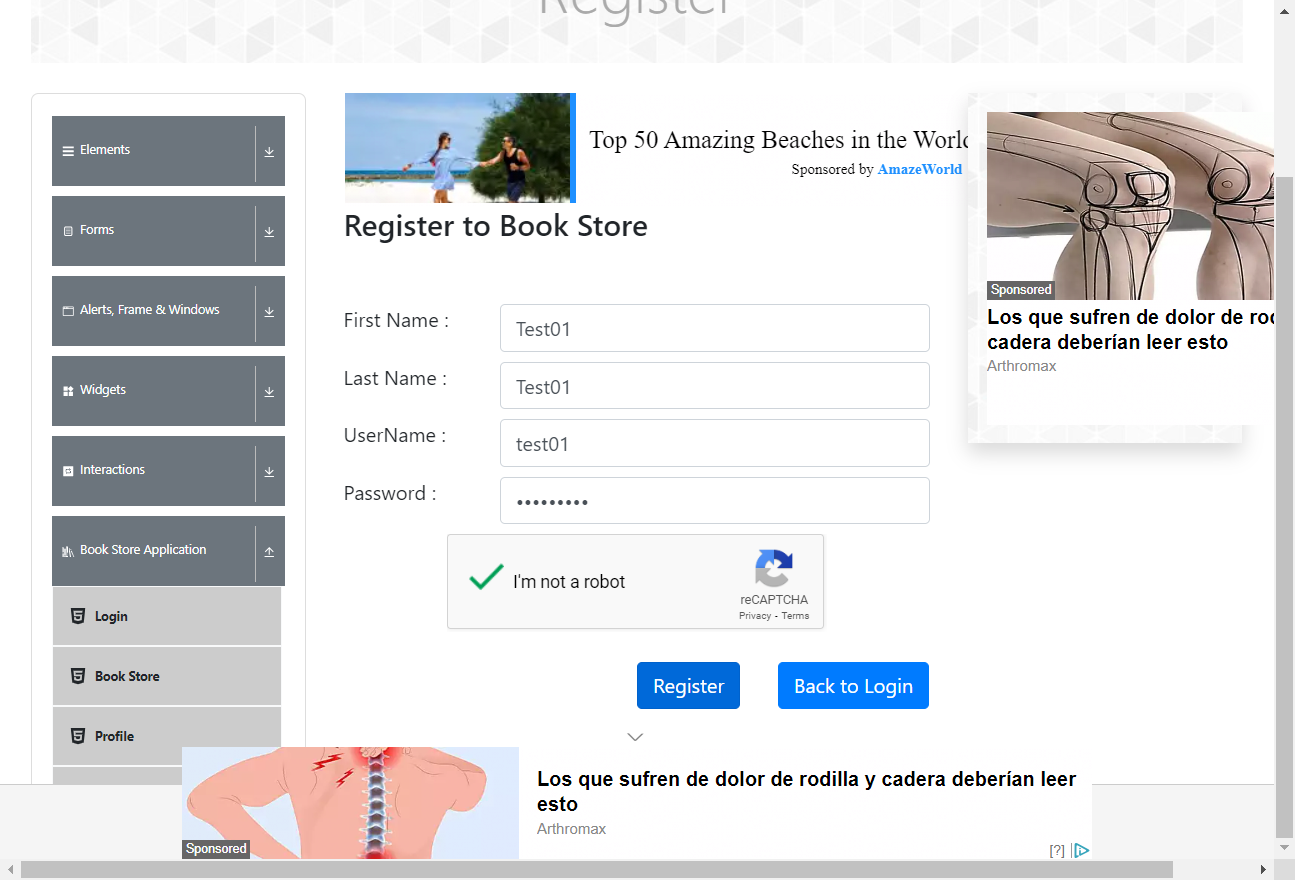 Register
Elements
Forms
Alerts, Frame & Windows
Widgets
Interactions
Book Store Application
Login
Book Store
Profile
Top 50 Amazing Beaches in the World
Sponsored by AmazeWorld
Register to Book Store
First Name :
Test01
Last Name :
Test01
UserName :
test01
Password :
•••••••••
I'm not a robot
reCAPTCHA
Privacy - Terms
Register
Back to Login
Sponsored
Los que sufren de dolor de rod
cadera deberían leer esto
Arthromax
Sponsored
Los que sufren de dolor de rodilla y cadera deberían leer
esto
Arthromax
[?]